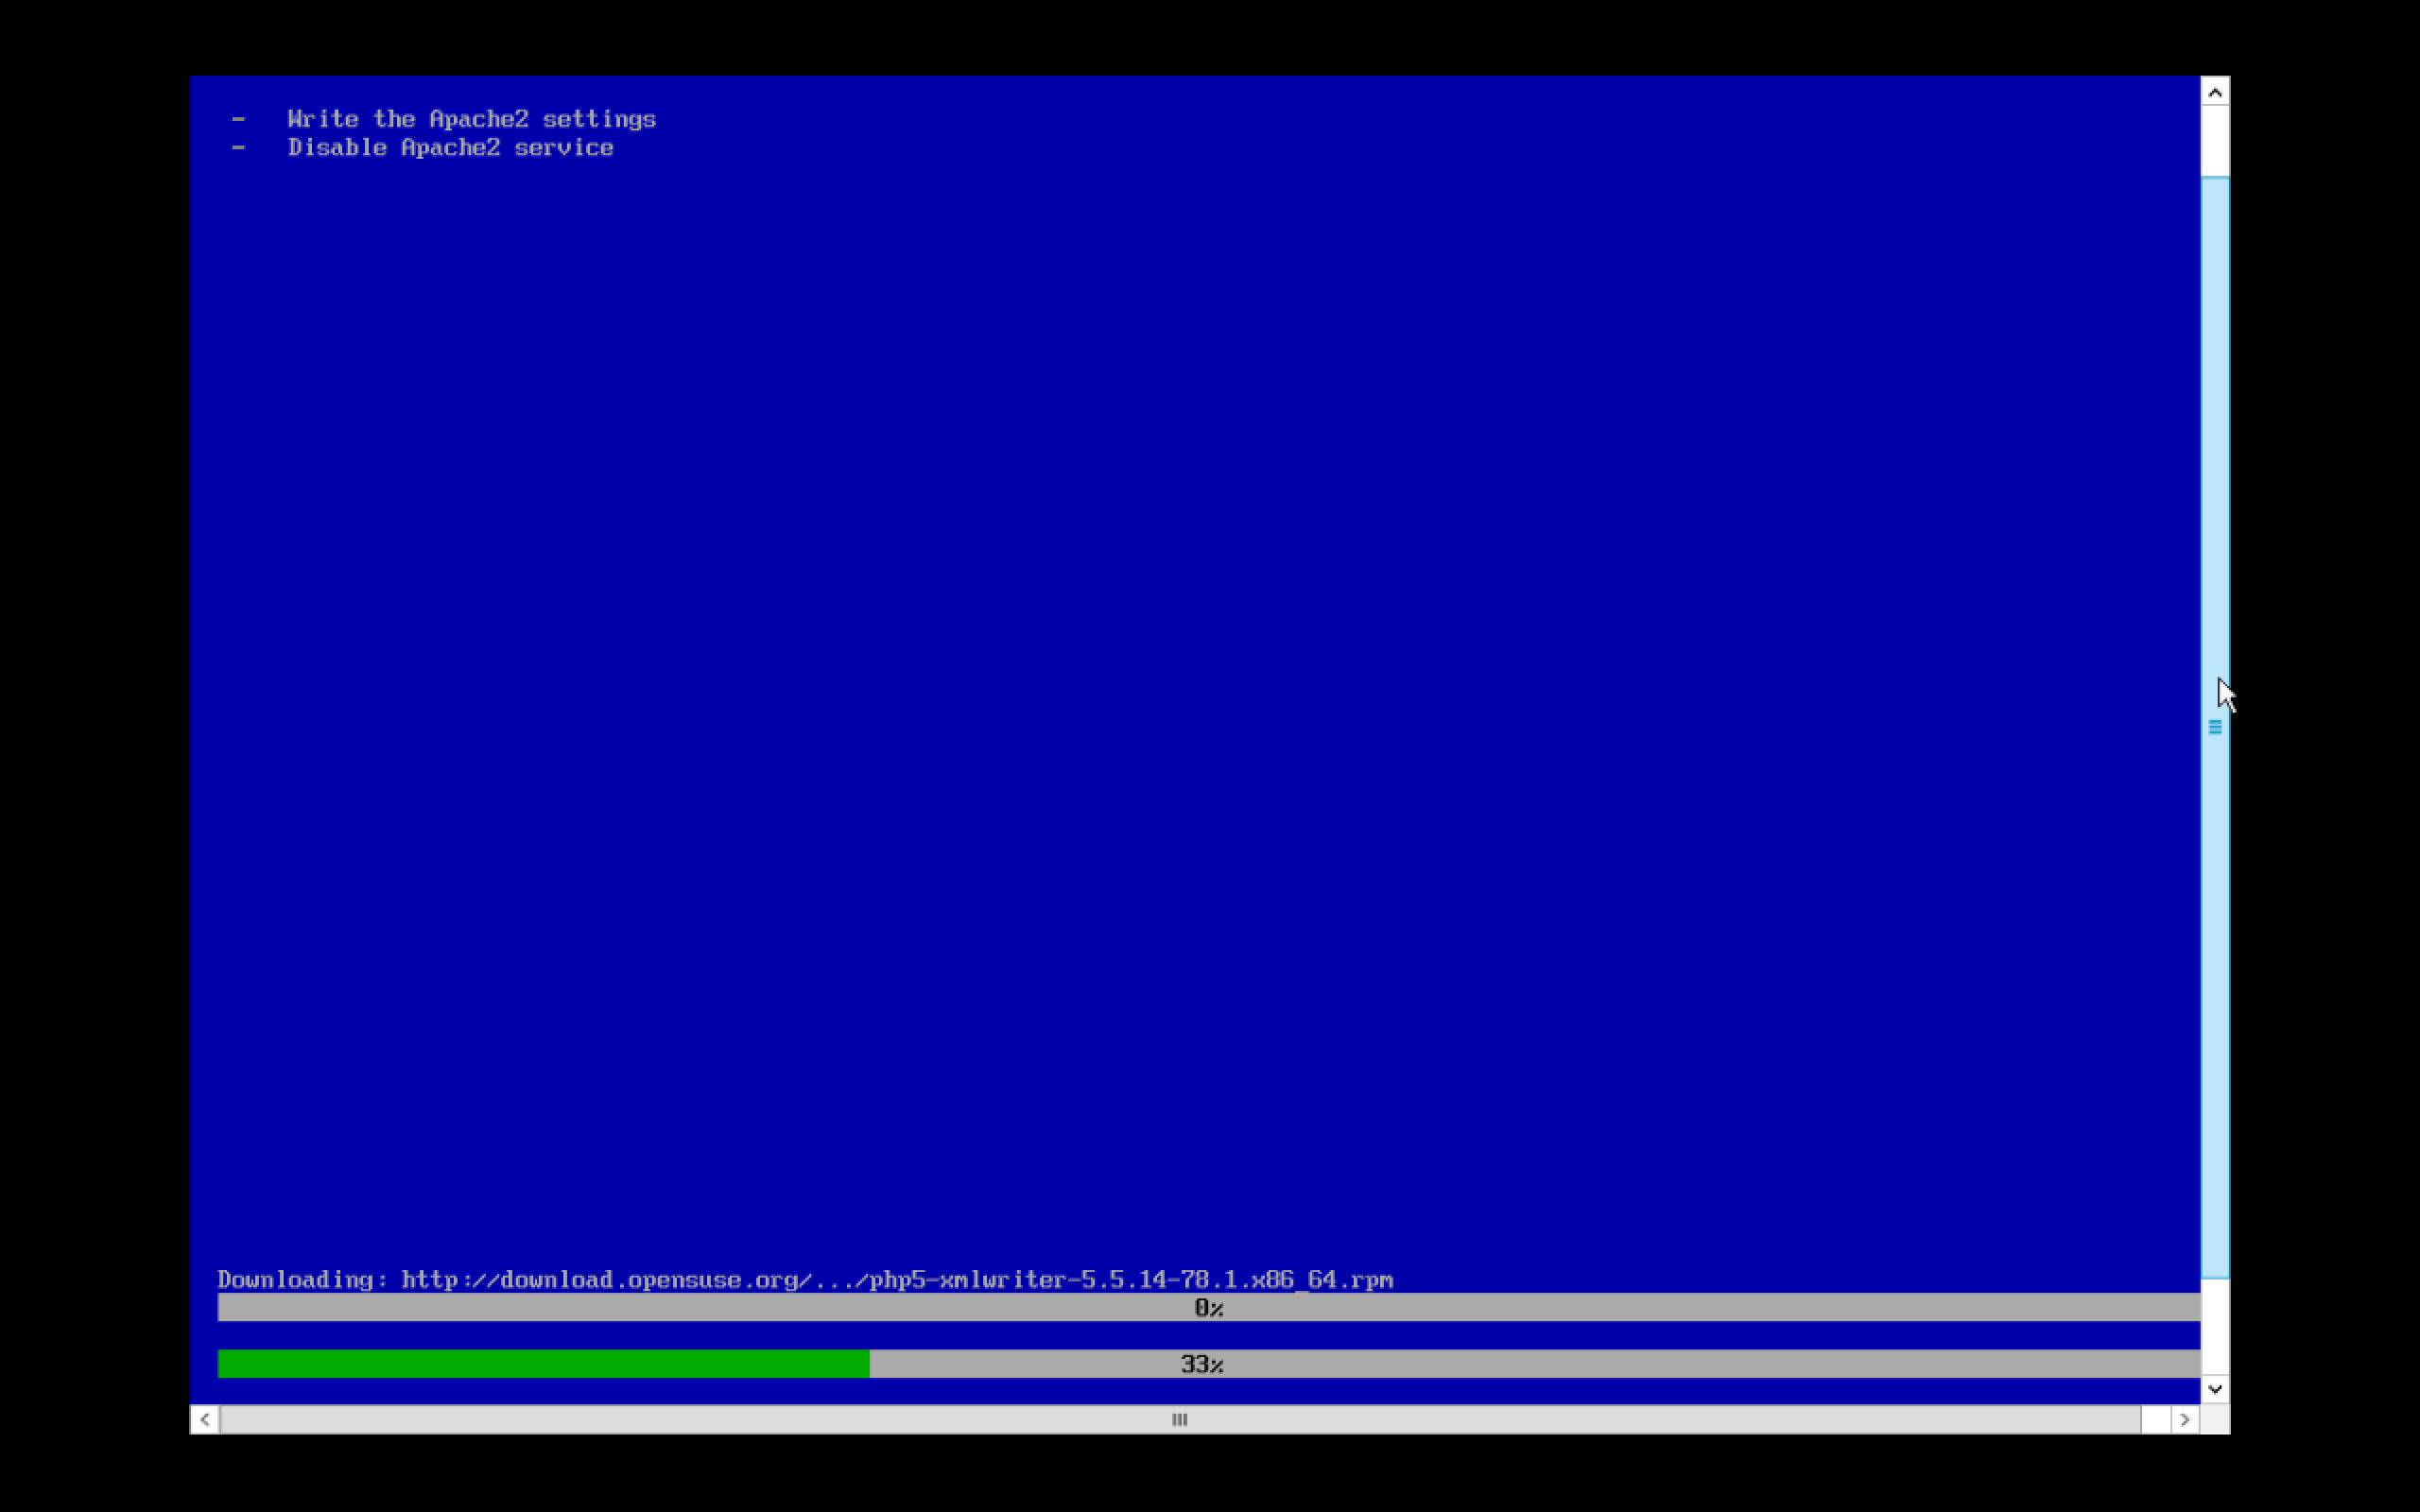 - Write the Apache2 settings
- Disable Apache2 service
Downloading: http://download.opensuse.org/.../php5-xmlwriter-5.5.14-78.1.x86_64.rpm
0%
33%